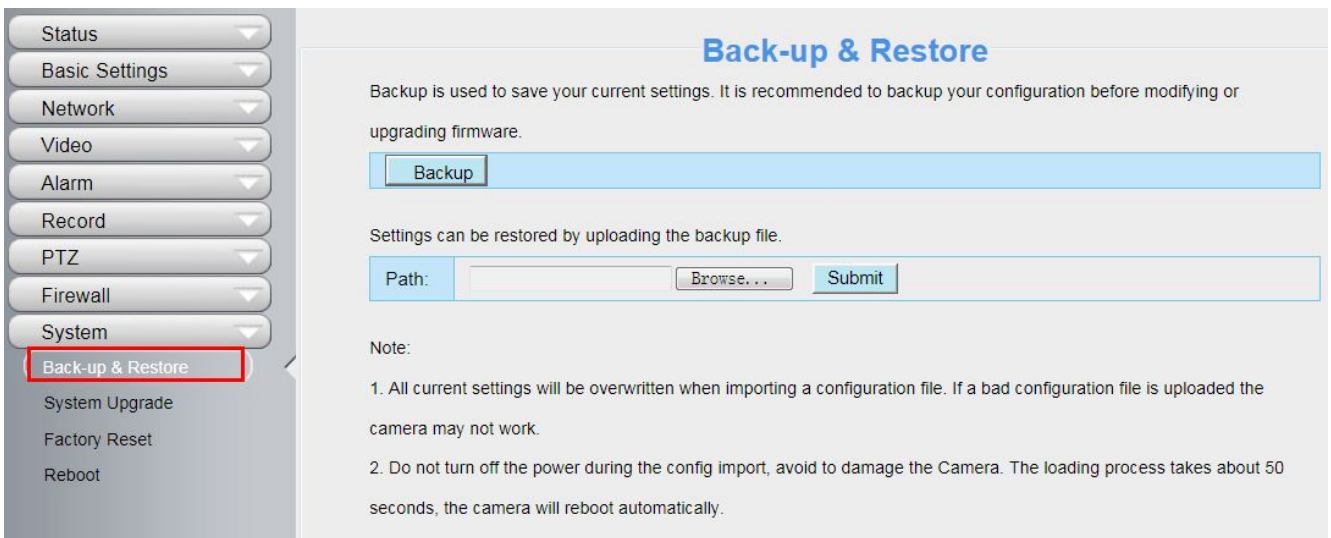 Status
Basic Settings
Network
Video
Alarm
Record
PTZ
Firewall
System
Back-up & Restore
System Upgrade
Factory Reset
Reboot
Back-up & Restore
Backup is used to save your current settings. It is recommended to backup your configuration before modifying or
upgrading firmware.
Backup
Settings can be restored by uploading the backup file.
Path: Browse... Submit
Note:
1. All current settings will be overwritten when importing a configuration file. If a bad configuration file is uploaded the
camera may not work.
2. Do not turn off the power during the config import, avoid to damage the Camera. The loading process takes about 50
seconds, the camera will reboot automatically.